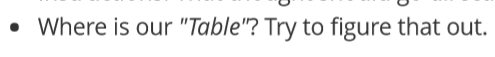 • Where is our "Table"? Try to figure that out.